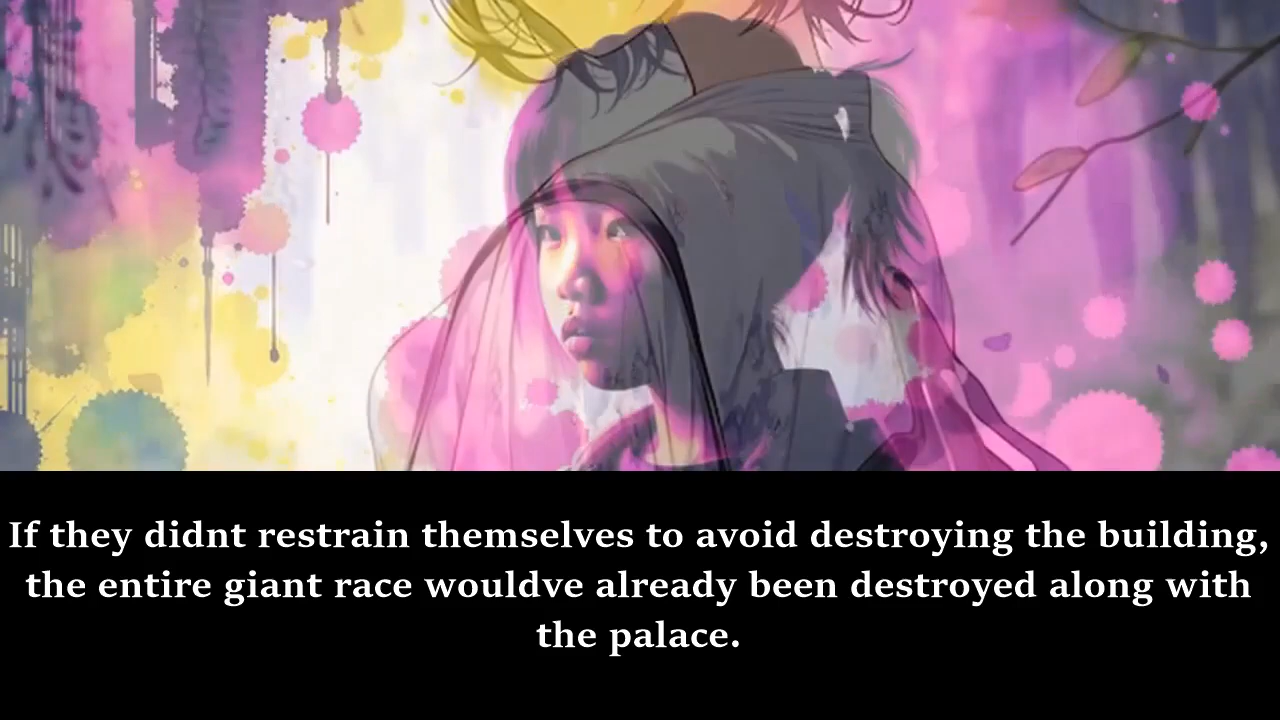 If they didnt restrain themselves to avoid destroying the building,
the entire giant race wouldve already been destroyed along with
the palace.